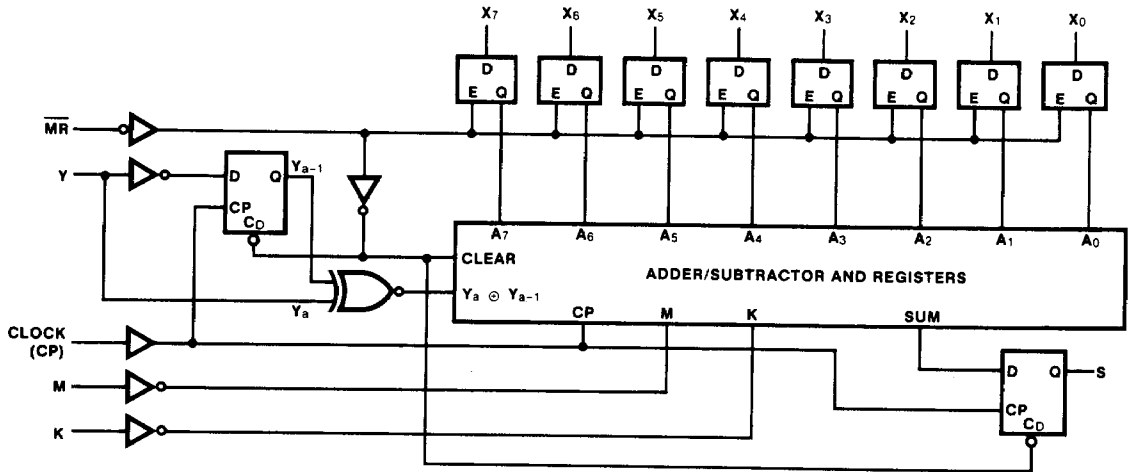 X7 X6 X5 X4 X3 X2 X1 X0
D D D D D D D D
E Q E Q E Q E Q E Q E Q E Q E Q
MR
Y
D Q Ya-1
CP
CD
A7 A6 A5 A4 A3 A2 A1 A0
CLEAR
ADDER/SUBTRACTOR AND REGISTERS
Ya ⊙ Ya-1
Ya
CP M K SUM
CLOCK
(CP)
D Q S
M
CP
CD
K